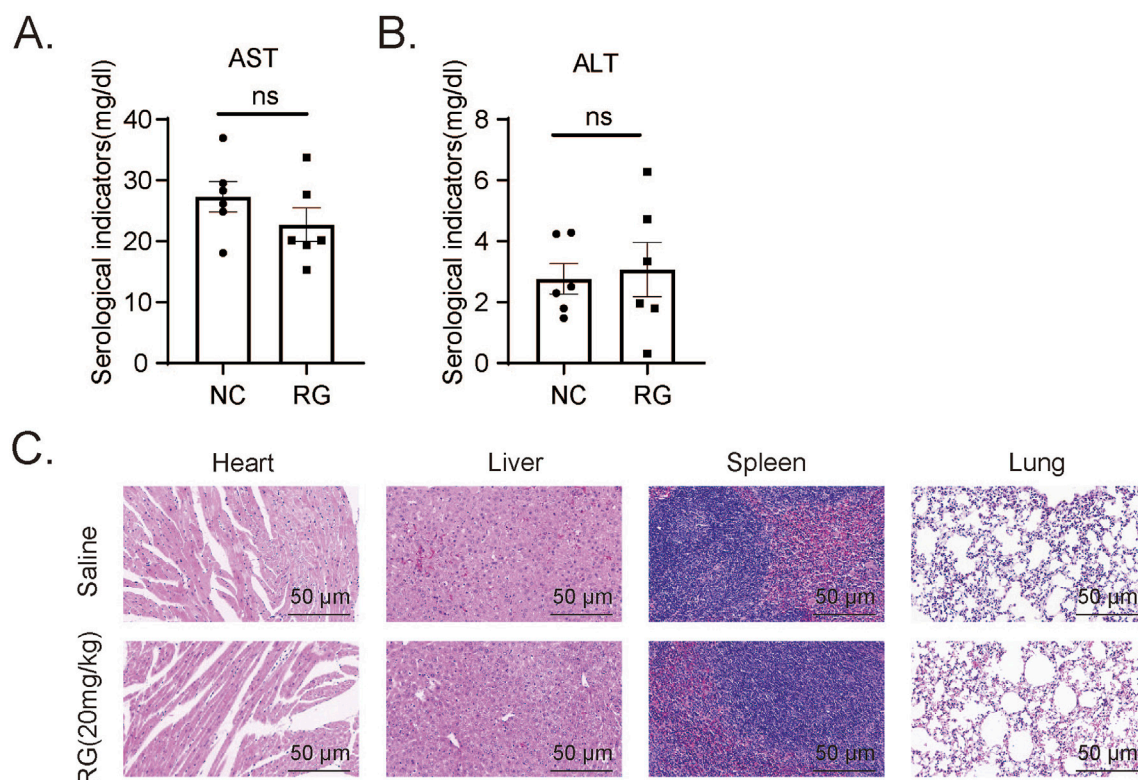 A.
AST
ns
Serological indicators(mg/dl)
40
30
20
10
0
NC RG
B.
ALT
ns
Serological indicators(mg/dl)
8
6
4
2
0
NC RG
C.
Heart Liver Spleen Lung
Saline
50 μm 50 μm 50 μm 50 μm
RG(20mg/kg)
50 μm 50 μm 50 μm 50 μm